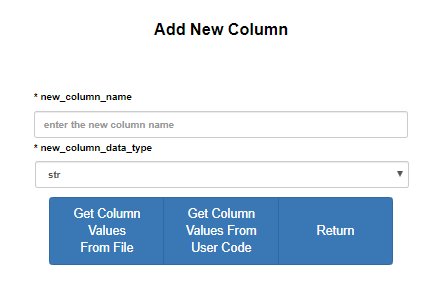 Add New Column
* new_column_name
enter the new column name
* new_column_data_type
str
Get Column
Values
From File
Get Column
Values From
User Code
Return